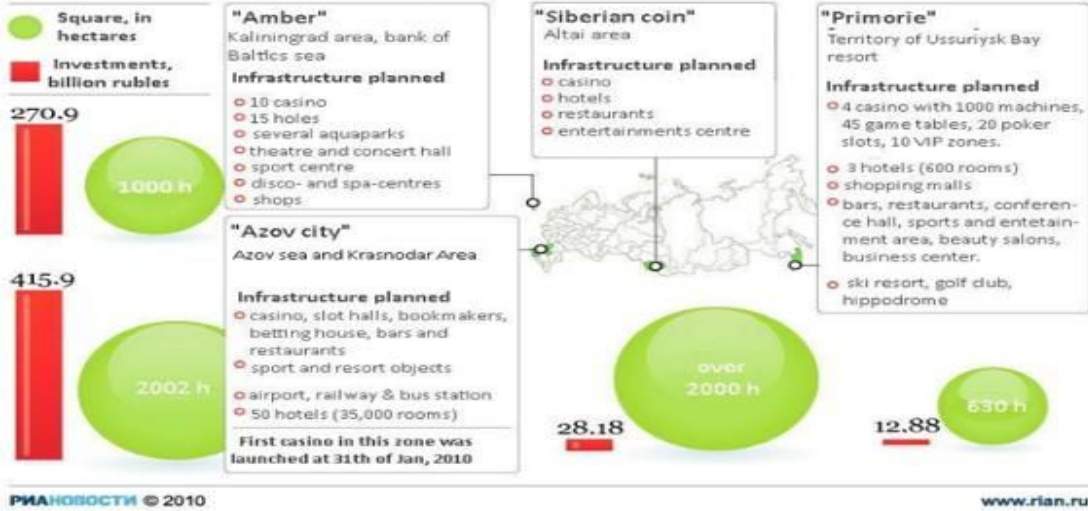 Square, in
hectares
Investments,
billion rubles
270.9
1000 h
"Amber"
Kaliningrad area, bank of
Baltics sea
Infrastructure planned
10 casino
15 holes
several aquaparks
theatre and concert hall
sport centre
disco- and spa-centres
shops
"Siberian coin"
Altai area
Infrastructure planned
casino
hotels
restaurants
entertainments centre
"Primorie"
Territory of Ussuriysk Bay
resort
Infrastructure planned
4 casino with 1000 machines,
45 game tables, 20 poker
slots, 10 VIP zones.
3 hotels (600 rooms)
shopping malls
bars, restaurants, conferen-
ce hall, sports and entetain-
ment area, beauty salons,
business center.
ski resort, golf club,
hippodrome
415.9
2002 h
"Azov city"
Azov sea and Krasnodar Area
Infrastructure planned
casino, slot halls, bookmakers,
betting house, bars and
restaurants
sport and resort objects
airport, railway & bus station
50 hotels (35,000 rooms)
First casino in this zone was
launched at 31th of Jan, 2010
28.18
over
2000 h
12.88
630 h
РИАНОВОСТИ © 2010
www.rian.ru